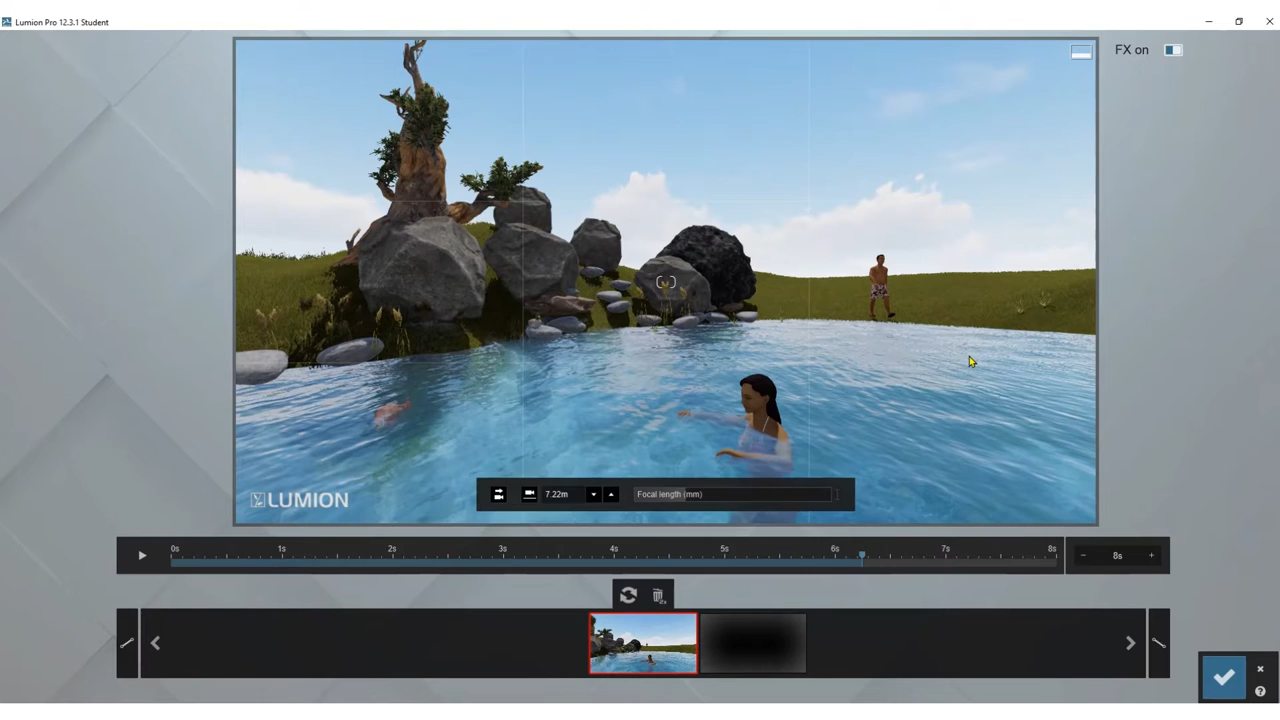 Lumion Pro 12.3.1 Student
FX on
LUMION
7.22m
Focal length (mm)
0s 1s 2s 3s 4s 5s 6s 7s 8s
- 8s +